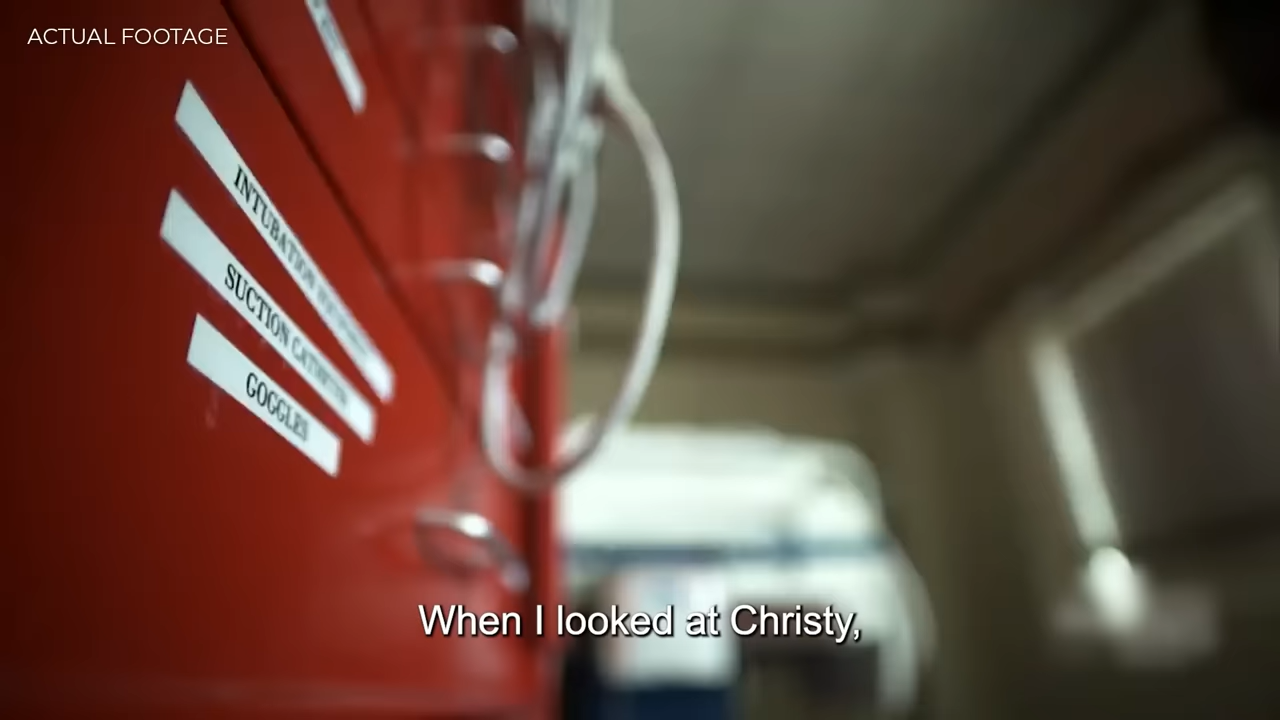 ACTUAL FOOTAGE
INTUBATION
SUCTION CATHETER
GOGGLES
When I looked at Christy,